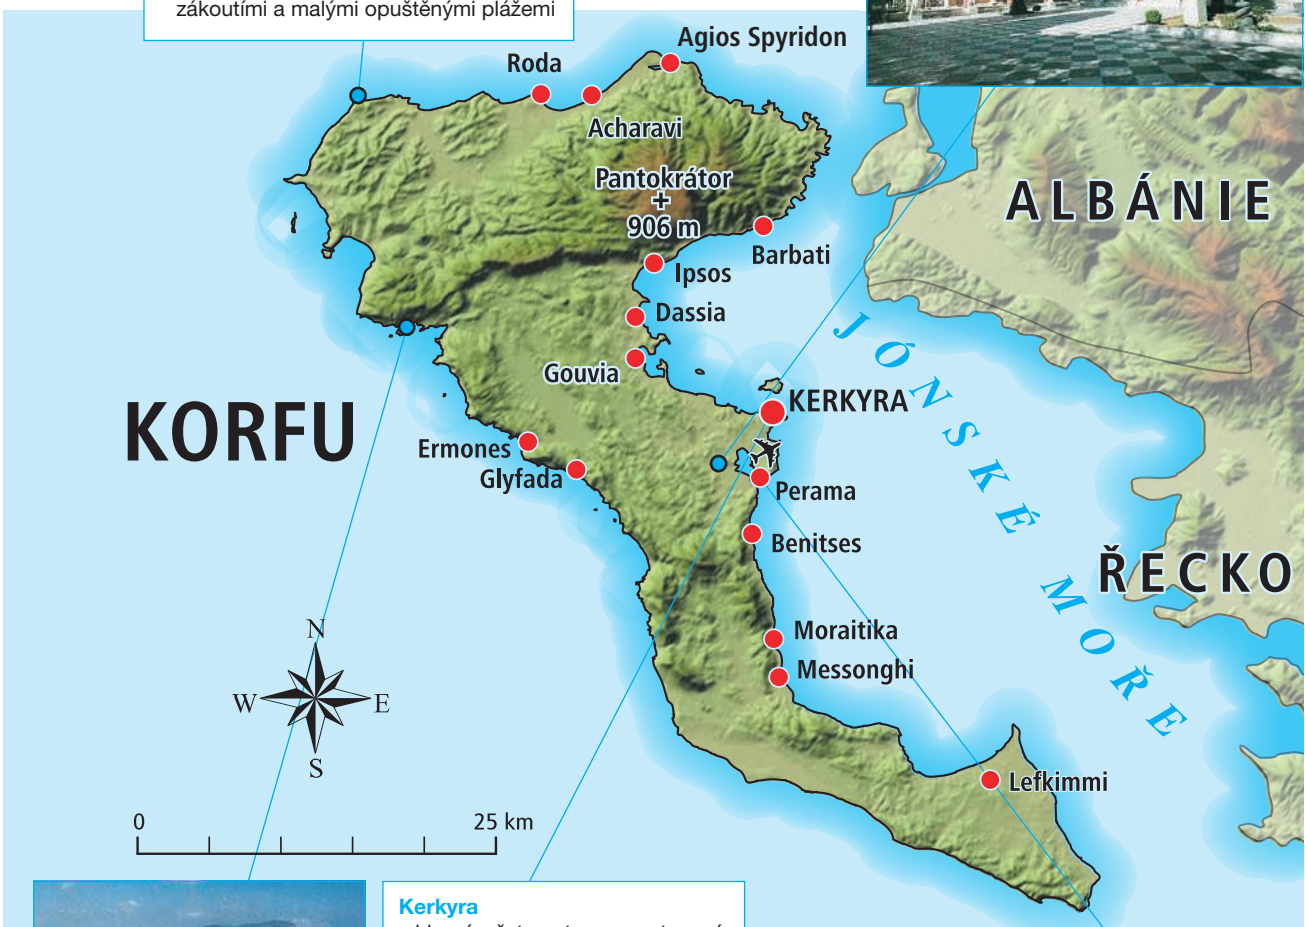 zákoutími a malými opuštěnými plážemi
Agios Spyridon
Roda
Acharavi
Pantokrátor
906 m
ALBÁNIE
Barbati
Ipsos
Dassia
JÓNSKÉ MOŘE
Gouvia
KERKYRA
KORFU
Ermones
Glyfada
Perama
Benitses
ŘECKO
N
Moraitika
Messonghi
W E
S
Lefkimmi
0 25 km
Kerkyra